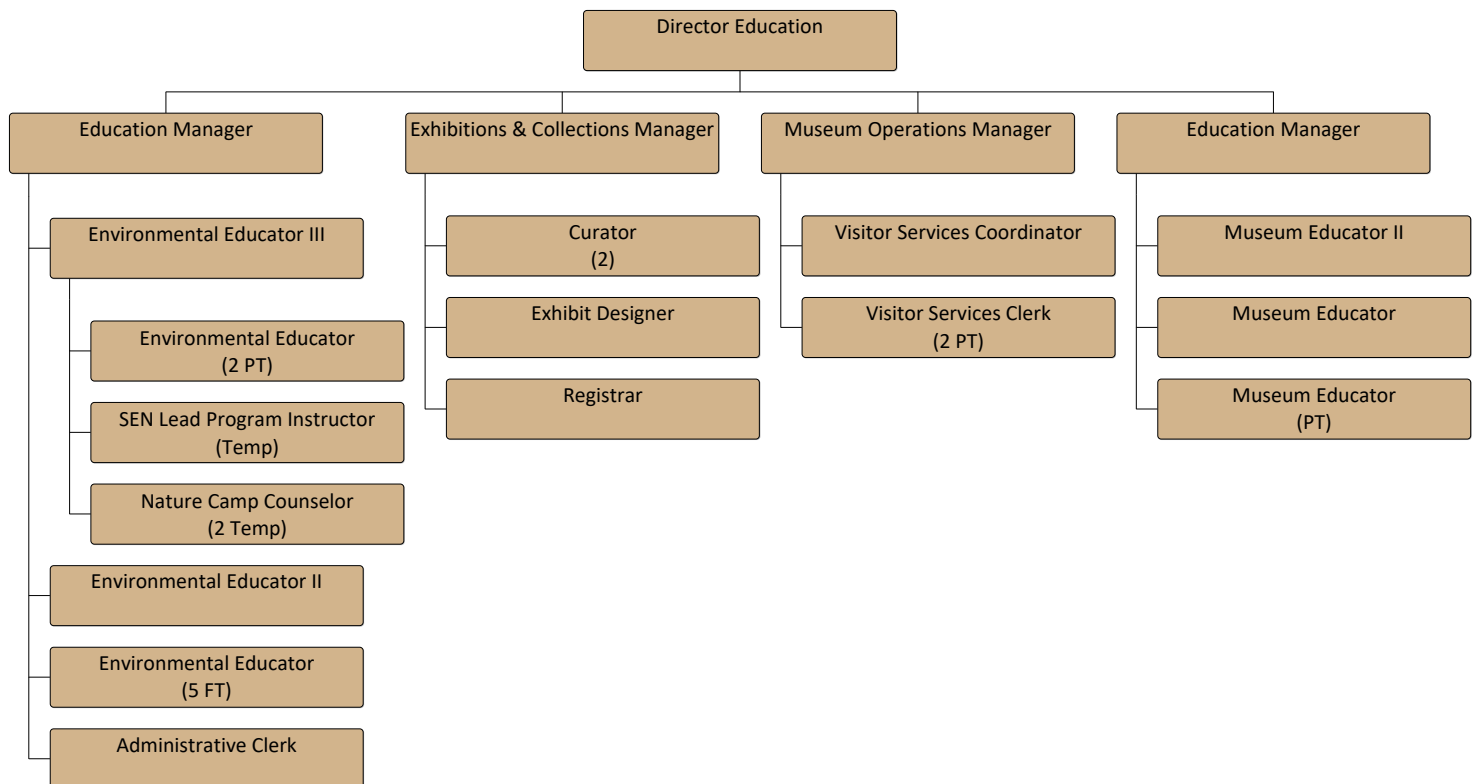 Director Education
Education Manager
Environmental Educator III
Environmental Educator
(2 PT)
SEN Lead Program Instructor
(Temp)
Nature Camp Counselor
(2 Temp)
Environmental Educator II
Environmental Educator
(5 FT)
Administrative Clerk
Exhibitions & Collections Manager
Curator
(2)
Exhibit Designer
Registrar
Museum Operations Manager
Visitor Services Coordinator
Visitor Services Clerk
(2 PT)
Education Manager
Museum Educator II
Museum Educator
Museum Educator
(PT)